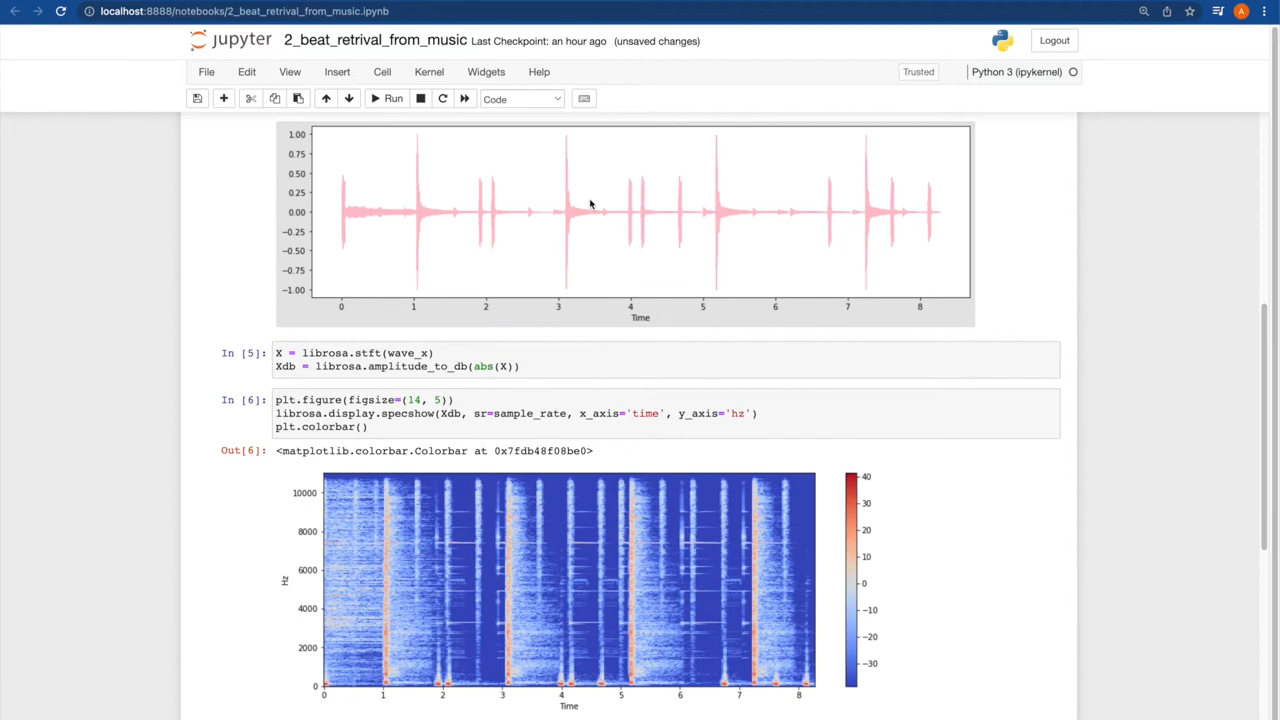 localhost:8888/notebooks/2_beat_retrival_from_music.ipynb
A
jupyter 2_beat_retrival_from_music Last Checkpoint: an hour ago (unsaved changes)
Logout
File Edit View Insert Cell Kernel Widgets Help
Trusted
Python 3 (ipykernel)
Run
Code
1.00
0.75
0.50
0.25
0.00
−0.25
−0.50
−0.75
−1.00
0 1 2 3 4 5 6 7 8
Time
In [5]: X = librosa.stft(wave_x)
Xdb = librosa.amplitude_to_db(abs(X))
In [6]: plt.figure(figsize=(14, 5))
librosa.display.specshow(Xdb, sr=sample_rate, x_axis='time', y_axis='hz')
plt.colorbar()
Out[6]: <matplotlib.colorbar.Colorbar at 0x7fdb48f08be0>
10000
8000
6000
4000
2000
0
Hz
0 1 2 3 4 5 6 7 8
Time
40
30
20
10
0
−10
−20
−30